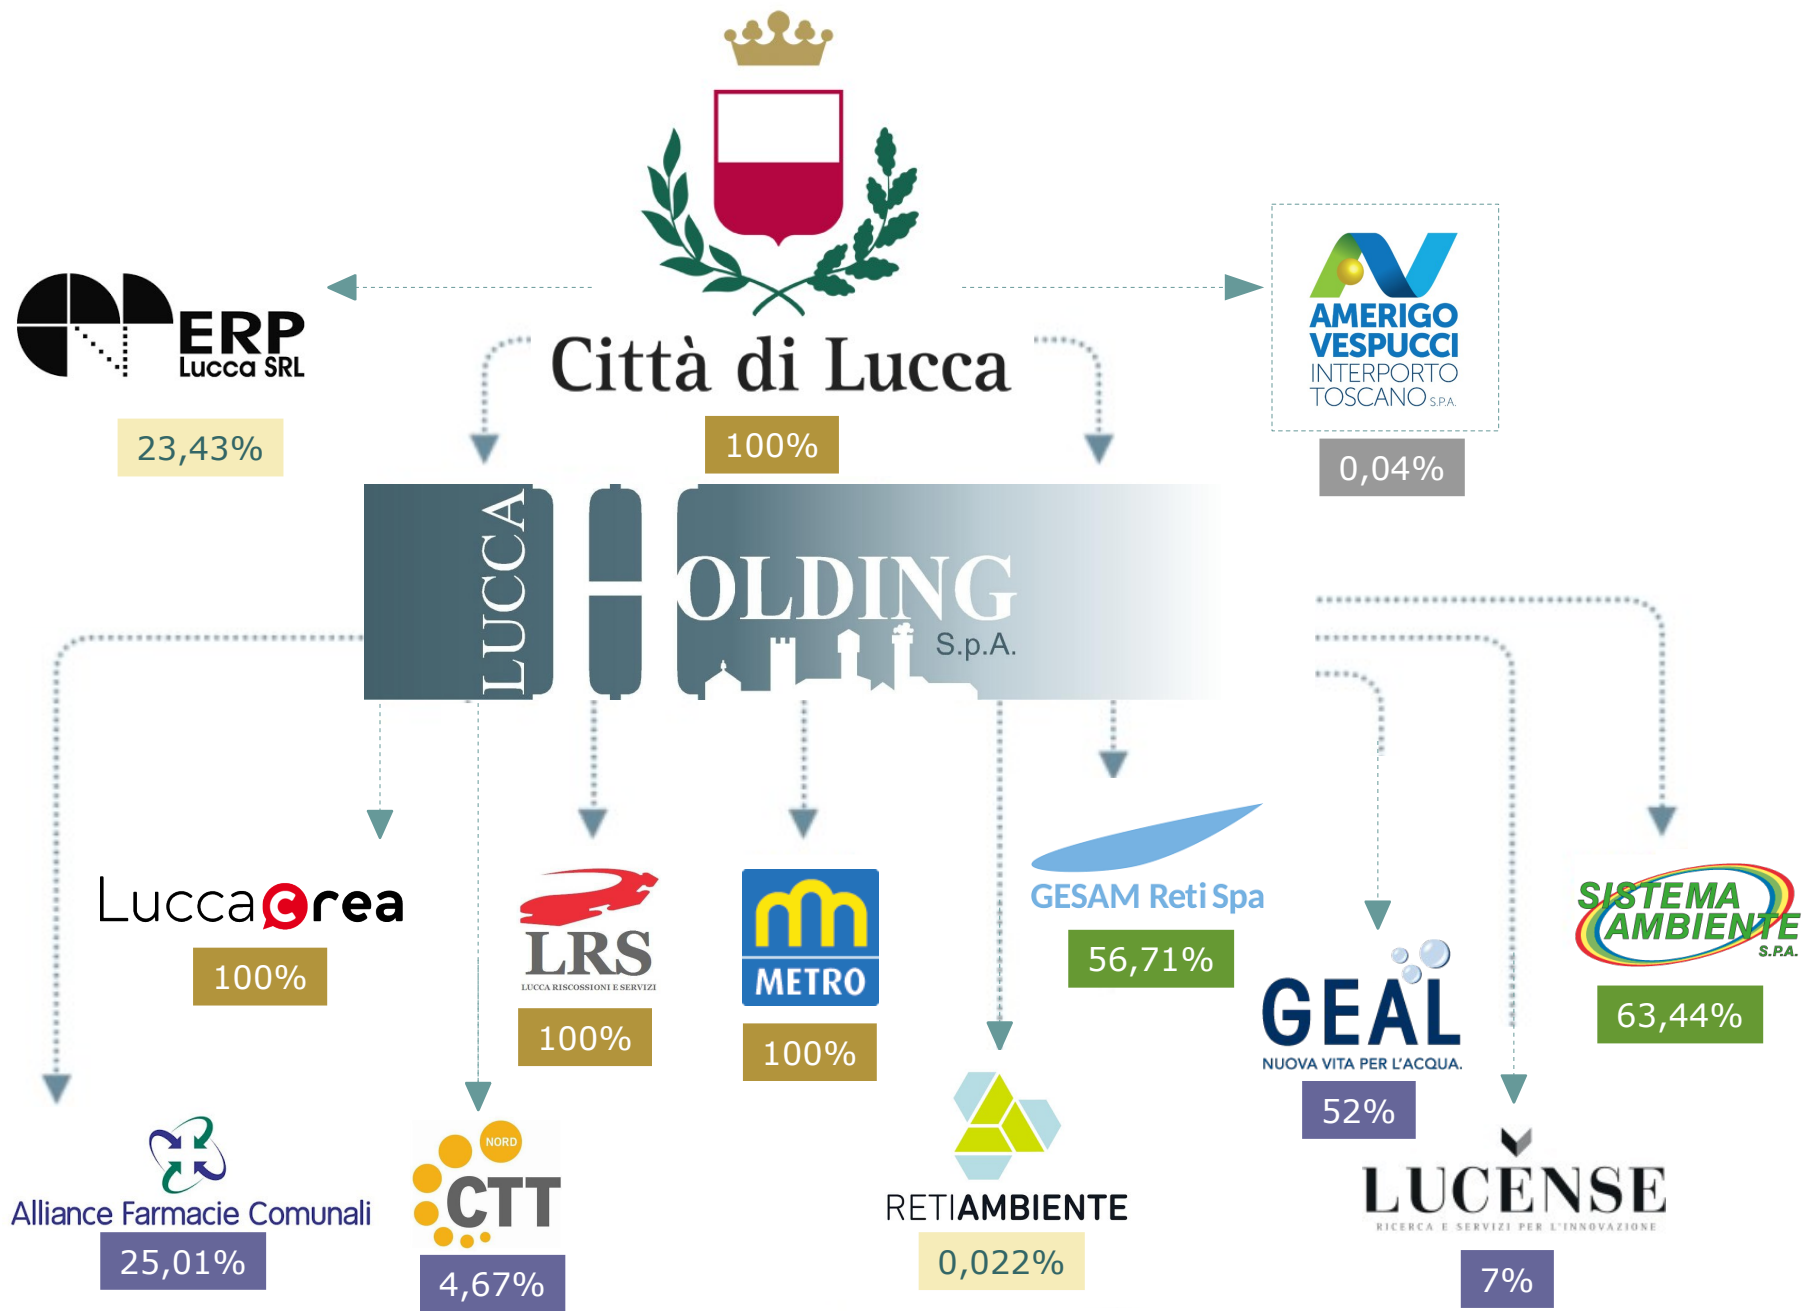 Città di Lucca
100%
ERP
Lucca SRL
23,43%
AMERIGO
VESPUCCI
INTERPORTO
TOSCANO S.P.A.
0,04%
LUCCA
HOLDING
S.p.A.
Luccacrea
100%
LRS
LUCCA RISCOSSIONI E SERVIZI
100%
METRO
100%
GESAM Reti Spa
56,71%
GEAL
NUOVA VITA PER L'ACQUA.
52%
SISTEMA
AMBIENTE
S.P.A.
63,44%
Alliance Farmacie Comunali
25,01%
NORD
CTT
4,67%
RETIAMBIENTE
0,022%
LUCENSE
RICERCA E SERVIZI PER L'INNOVAZIONE
7%